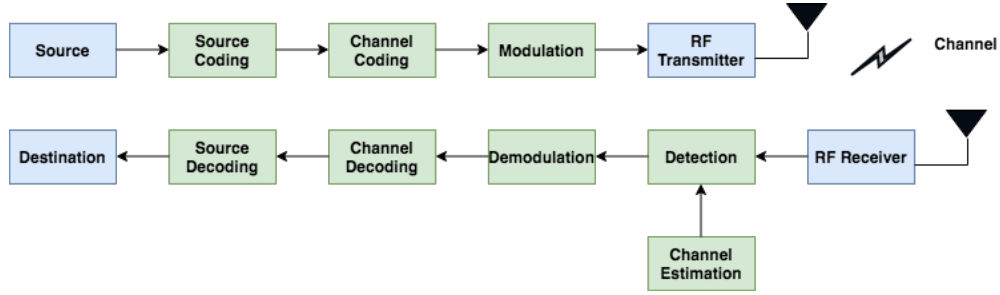 Source
Source
Coding
Channel
Coding
Modulation
RF
Transmitter
Channel
Destination
Source
Decoding
Channel
Decoding
Demodulation
Detection
RF Receiver
Channel
Estimation